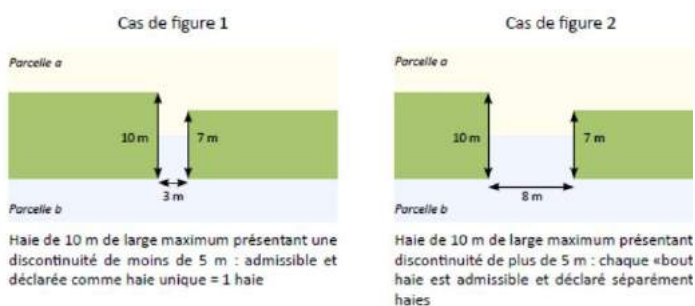 Cas de figure 1
Parcelle a
10 m
7 m
3 m
Parcelle b
Haie de 10 m de large maximum présentant une
discontinuité de moins de 5 m : admissible et
déclarée comme haie unique = 1 haie
Cas de figure 2
Parcelle a
10 m
7 m
8 m
Parcelle b
Haie de 10 m de large maximum présentant
discontinuité de plus de 5 m : chaque «bout
haie est admissible et déclaré séparément
haies